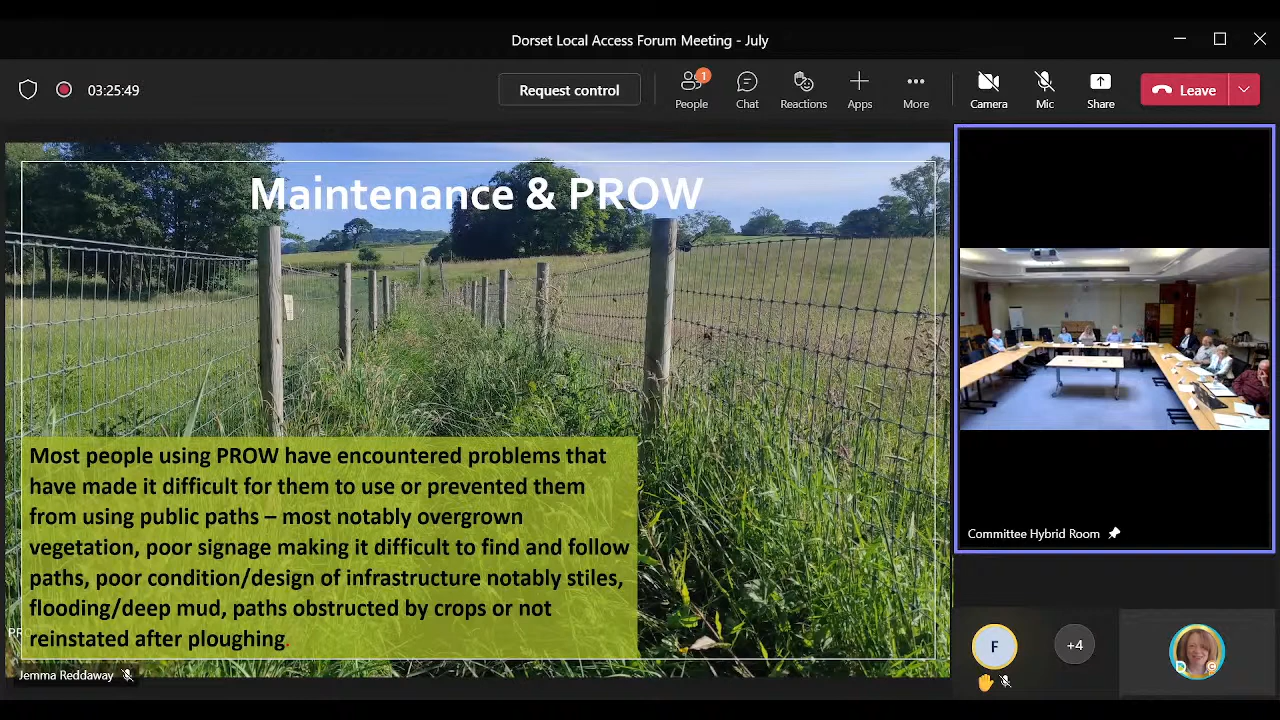 Dorset Local Access Forum Meeting - July
03:25:49
Request control
1
People
Chat
Reactions
Apps
More
Camera
Mic
Share
Leave
Maintenance & PROW
Most people using PROW have encountered problems that
have made it difficult for them to use or prevented them
from using public paths – most notably overgrown
vegetation, poor signage making it difficult to find and follow
paths, poor condition/design of infrastructure notably stiles,
flooding/deep mud, paths obstructed by crops or not
reinstated after ploughing.
Jemma Reddaway
Committee Hybrid Room
F
+4